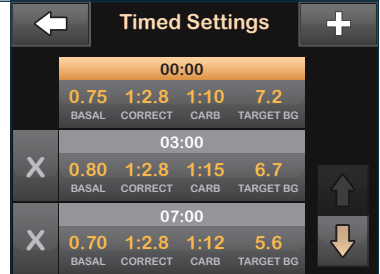 Timed Settings
00:00
0.75 1:2.8 1:10 7.2
BASAL CORRECT CARB TARGET BG
03:00
X
0.80 1:2.8 1:15 6.7
BASAL CORRECT CARB TARGET BG
07:00
X
0.70 1:2.8 1:12 5.6
BASAL CORRECT CARB TARGET BG